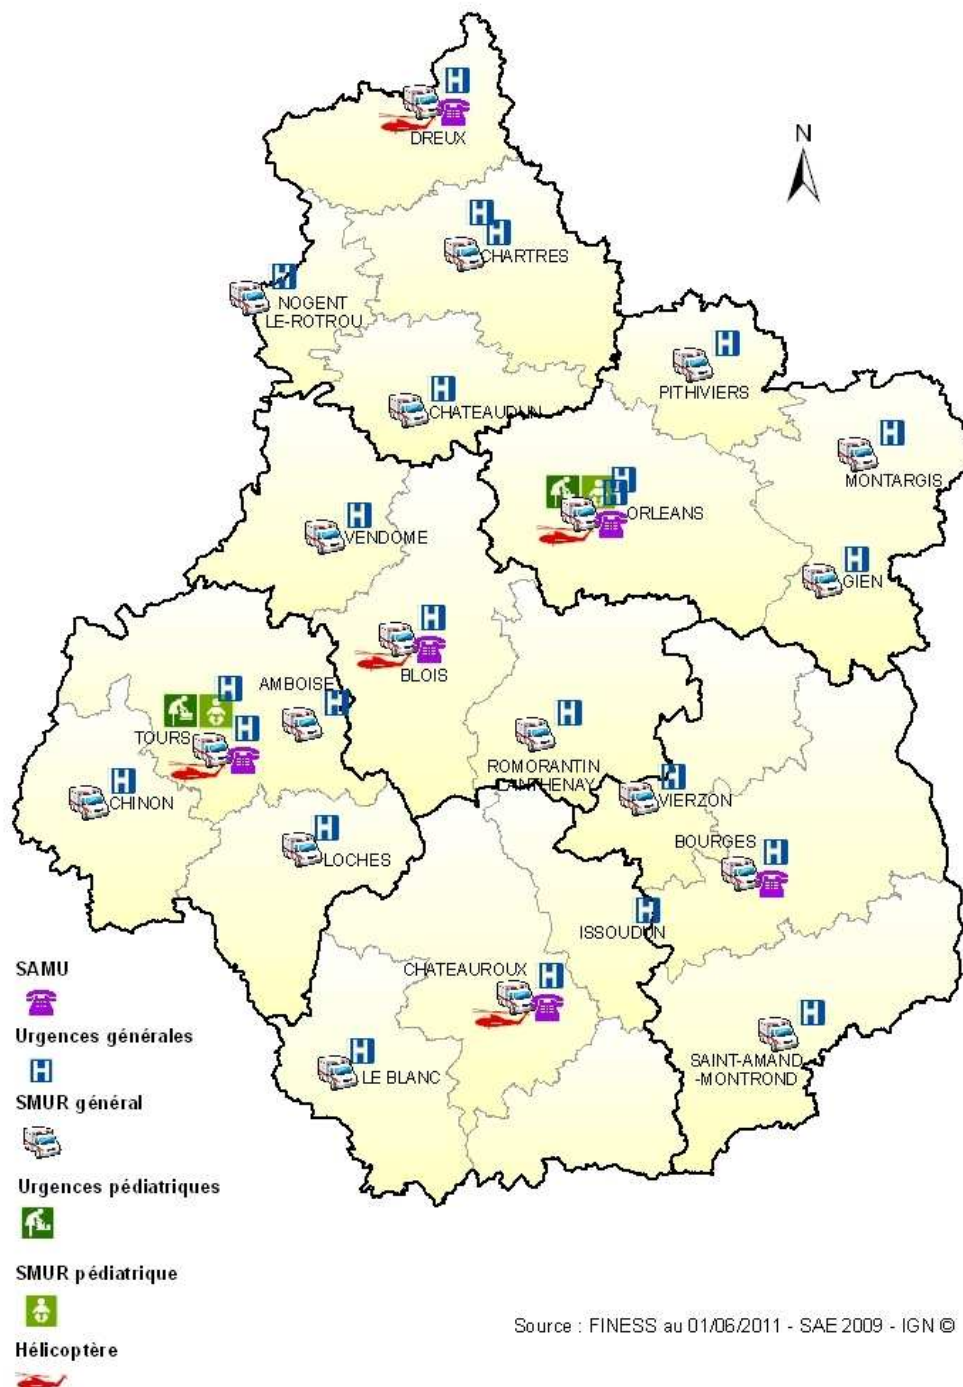 N
DREUX
CHARTRES
NOGENT
LE-ROTROU
CHATEAUDUN
PITHIVIERS
MONTARGIS
ORLEANS
VENDOME
GIEN
BLOIS
AMBOISE
TOURS
CHINON
ROMORANTIN
LANTHENAY
VIERZON
LOCHES
BOURGES
ISSOUDUN
CHATEAUROUX
LE BLANC
SAINT-AMAND
-MONTROND
SAMU
Urgences générales
H
SMUR général
Urgences pédiatriques
SMUR pédiatrique
Hélicoptère
Source : FINESS au 01/06/2011 - SAE 2009 - IGN ©